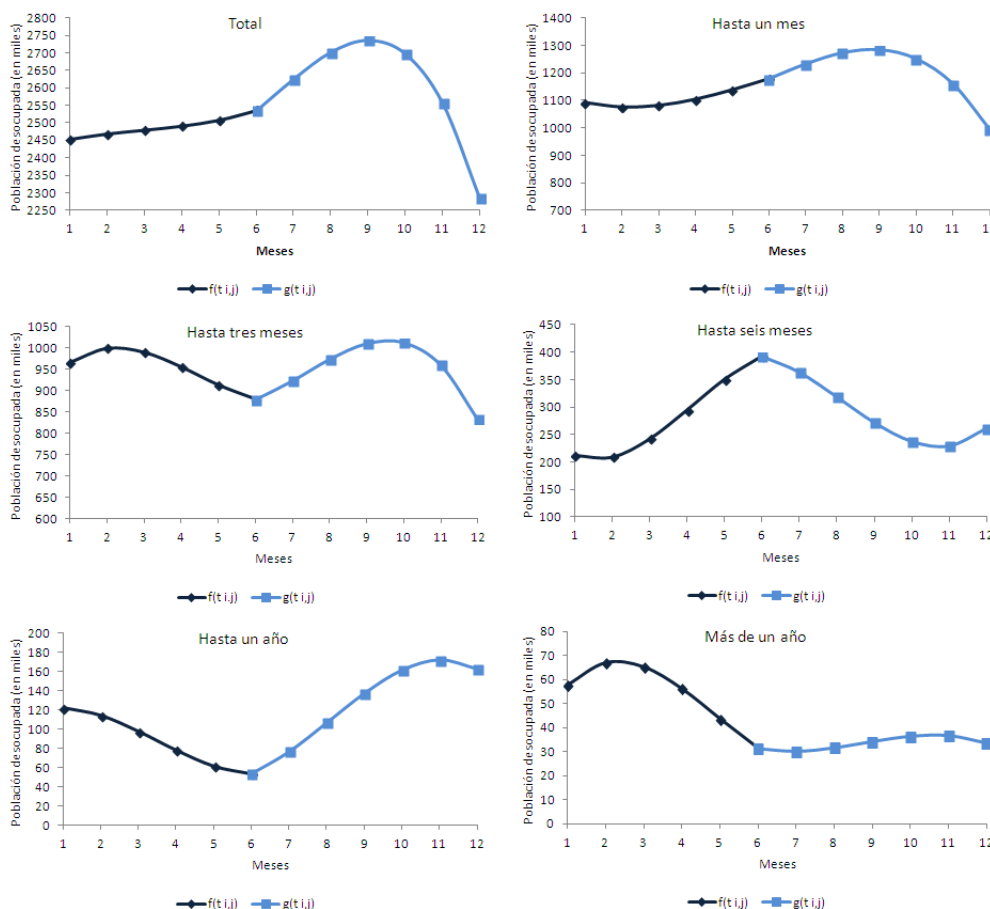 Total
Población desocupada (en miles)
2800
2750
2700
2650
2600
2550
2500
2450
2400
2350
2300
2250
1 2 3 4 5 6 7 8 9 10 11 12
Meses
f(t i,j) g(t i,j)
Hasta un mes
Población desocupada (en miles)
1400
1300
1200
1100
1000
900
800
700
1 2 3 4 5 6 7 8 9 10 11 1
Meses
f(t i,j) g(t i,j)
Hasta tres meses
Población desocupada (en miles)
1050
1000
950
900
850
800
750
700
650
600
1 2 3 4 5 6 7 8 9 10 11 12
Meses
f(t i.j) g(t i,j)
Hasta seis meses
Población desocupada (en miles)
450
400
350
300
250
200
150
100
1 2 3 4 5 6 7 8 9 10 11 12
Meses
f(t i,j) g(t i,j)
Hasta un año
Población desocupada (en miles)
200
180
160
140
120
100
80
60
40
20
0
1 2 3 4 5 6 7 8 9 10 11 12
Meses
f(t i,j) g(t i,j)
Más de un año
Población desocupada (en miles)
80
70
60
50
40
30
20
10
0
1 2 3 4 5 6 7 8 9 10 11 12
Meses
f(t i,j) g(t i,j)